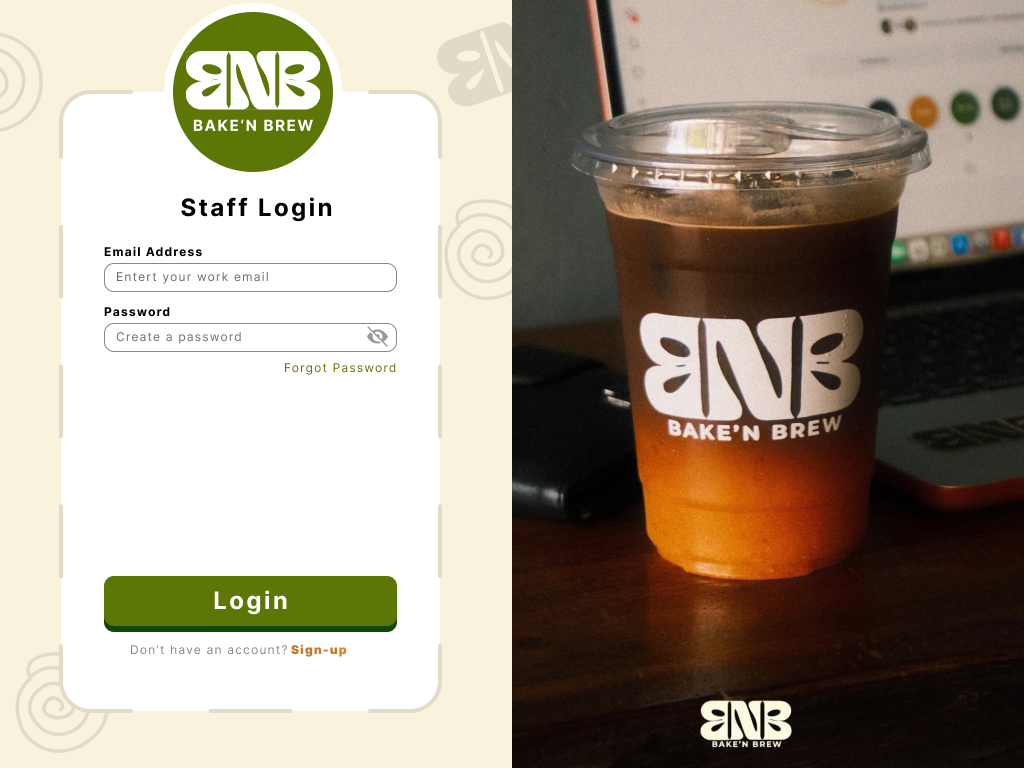 BNB
BAKE'N BREW
Staff Login
Email Address
Entert your work email
Password
Create a password
Forgot Password
Login
Don't have an account? Sign-up
BNB
BAKE'N BREW
BNB
BAKE'N BREW